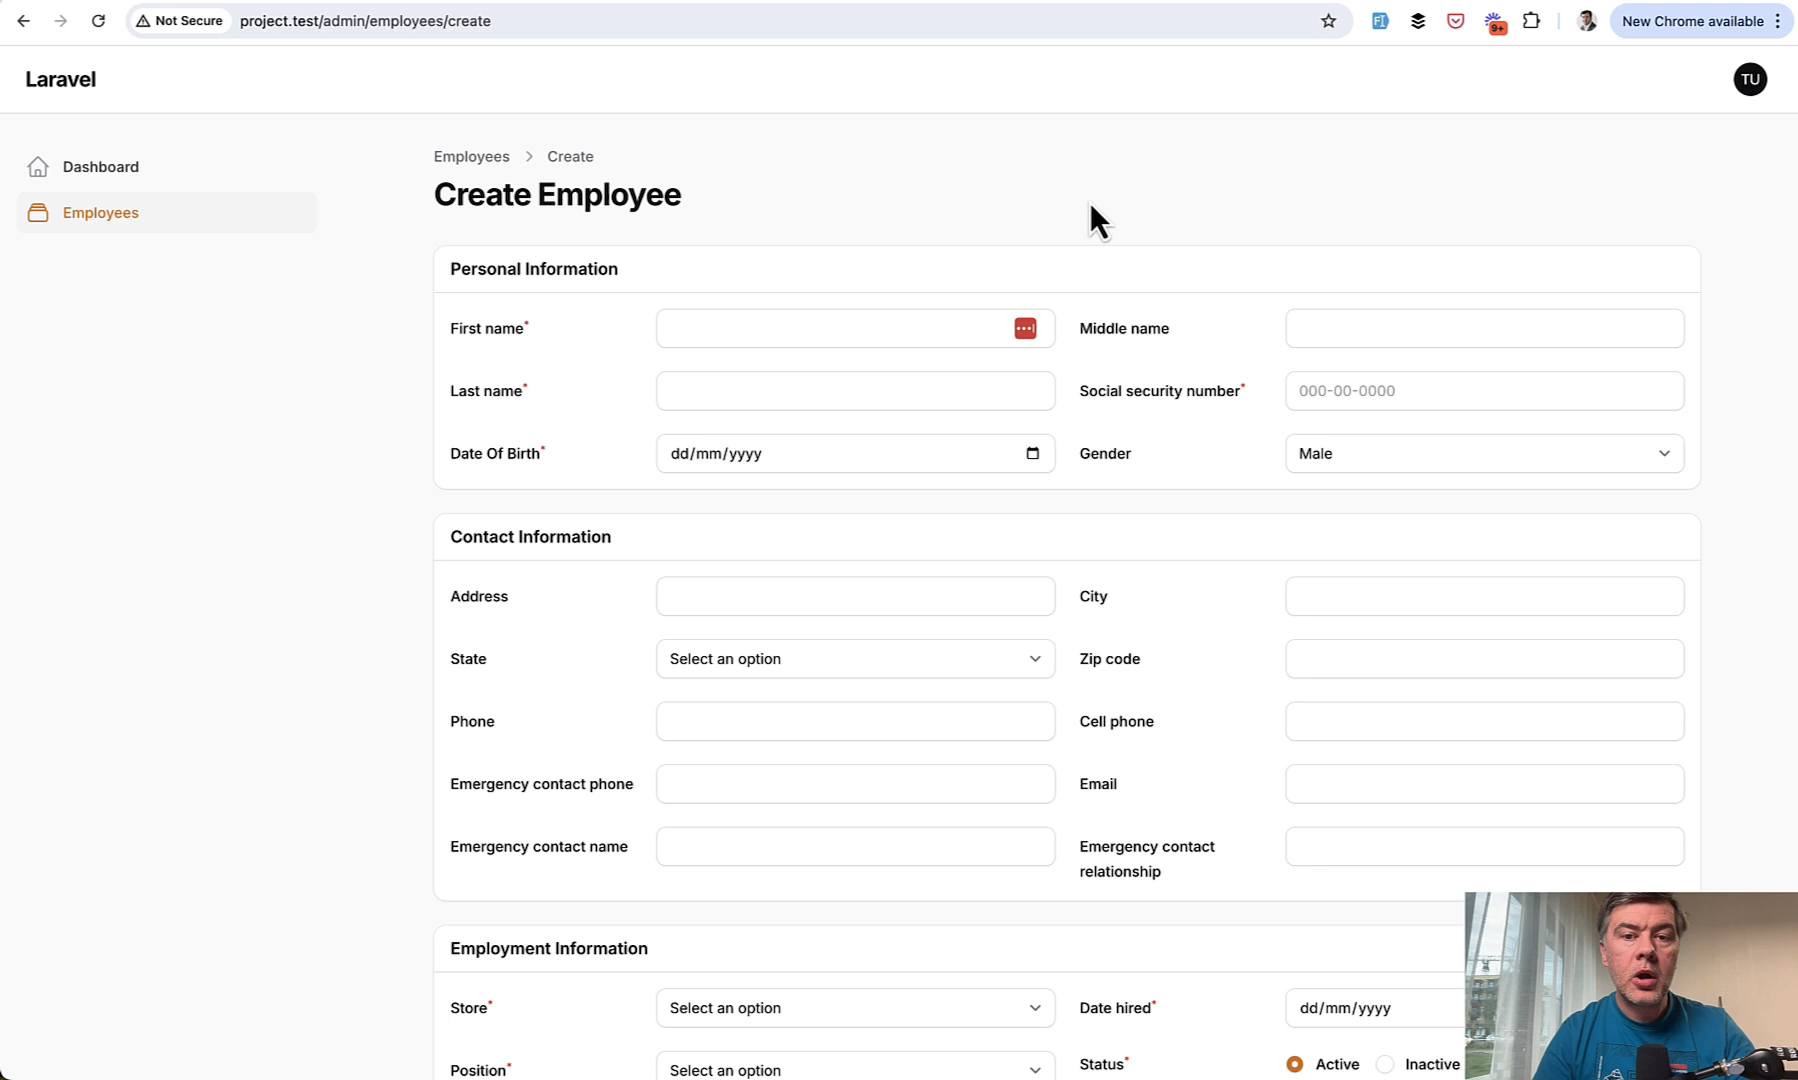 Not Secure project.test/admin/employees/create 9+ New Chrome available
Laravel TU
Dashboard
Employees
Employees > Create
Create Employee
Personal Information
First name* Middle name
Last name* Social security number* 000-00-0000
Date Of Birth* dd/mm/yyyy Gender Male
Contact Information
Address City
State Select an option Zip code
Phone Cell phone
Emergency contact phone Email
Emergency contact name Emergency contact
relationship
Employment Information
Store* Select an option Date hired* dd/mm/yyyy
Position* Select an option Status* Active Inactive